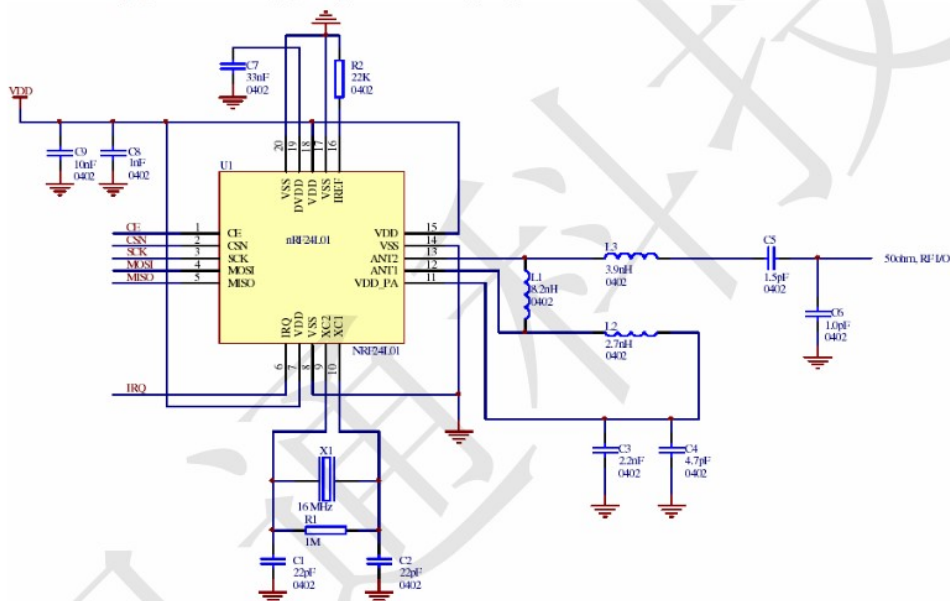 C7
33nF
0402
R2
22K
0402
VDD
C9
10nF
0402
C8
1nF
0402
20
19
18
17
16
U1
VSS
DVDD
VDD
VSS
IREF
CE
CSN
SCK
MOSI
MISO
1
2
3
4
5
CE
CSN
SCK
MOSI
MISO
nRF24L01
VDD
VSS
ANT2
ANT1
VDD_PA
15
14
13
12
11
IRQ
VDD
VSS
XC2
XC1
NRF24L01
6
7
8
9
10
IRQ
L3
3.9nH
0402
L1
8.2nH
0402
L2
2.7nH
0402
C5
1.5pF
0402
50ohm, RF I/O
C6
1.0pF
0402
C3
2.2nF
0402
C4
4.7pF
0402
X1
16 MHz
R1
1M
C1
22pF
0402
C2
22pF
0402
通科技